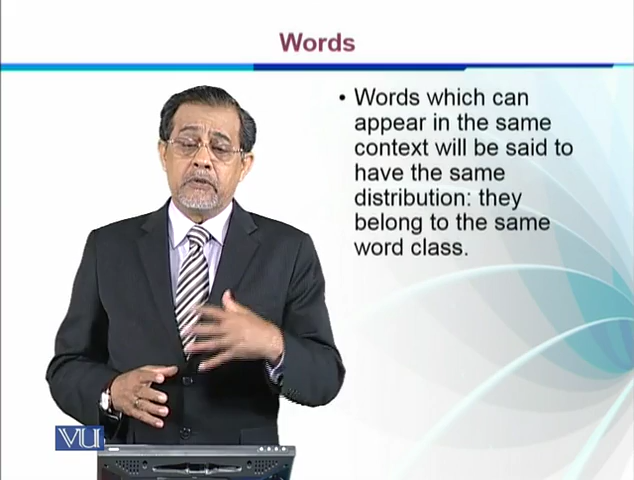 Words
• Words which can
appear in the same
context will be said to
have the same
distribution: they
belong to the same
word class.
VU